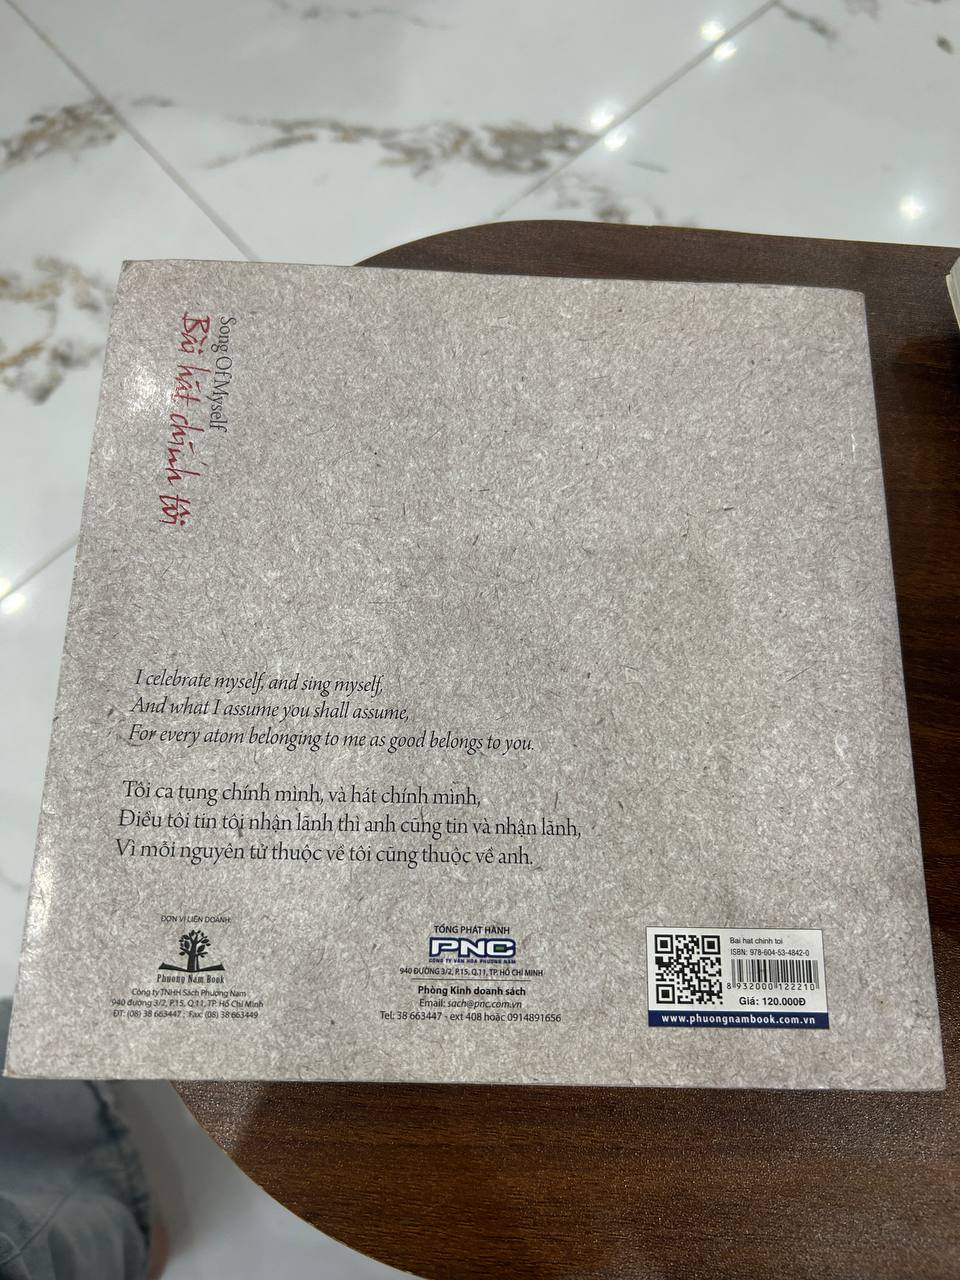 Song Of Myself
Bài hát chính tôi
I celebrate myself, and sing myself,
And what I assume you shall assume,
For every atom belonging to me as good belongs to you.
Tôi ca tụng chính mình, và hát chính mình,
Điều tôi tin tôi nhận lãnh thì anh cũng tin và nhận lãnh,
Vì mỗi nguyên tử thuộc về tôi cũng thuộc về anh.
ĐƠN VỊ LIÊN DOANH:
Phuong Nam Book
Công ty TNHH Sách Phương Nam
940 đường 3/2, P.15, Q.11, TP. Hồ Chí Minh
ĐT: (08) 38 663447 ; Fax: (08) 38 663449
TỔNG PHÁT HÀNH
PNC
CÔNG TY VĂN HÓA PHƯƠNG NAM
940 ĐƯỜNG 3/2, P.15, Q.11, TP. HỒ CHÍ MINH
Phòng Kinh doanh sách
Email: sach@pnc.com.vn
Tel: 38 663447 - ext 408 hoặc 0914891656
Bai hat chinh toi
ISBN: 978-604-53-4842-0
8 932000 122210
Giá: 120.000Đ
www.phuongnambook.com.vn